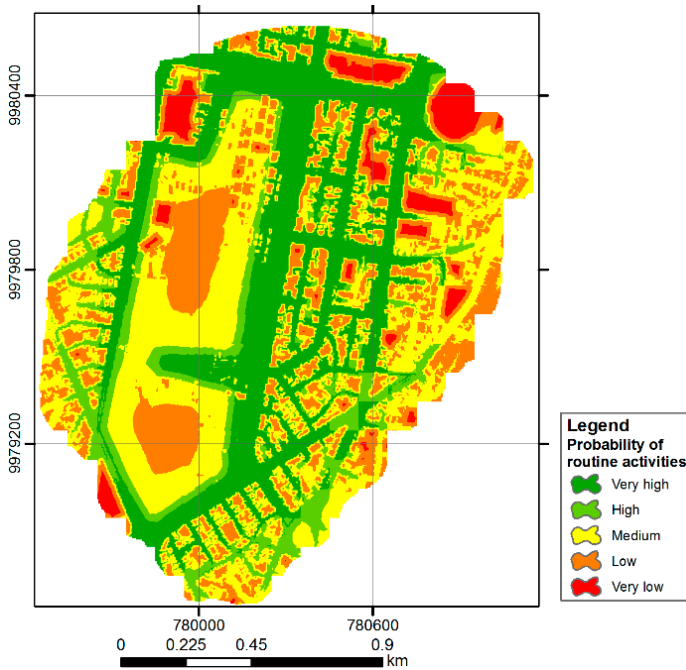 9980400
9979800
9979200
780000
780600
0
0.225
0.45
0.9
km
Legend
Probability of
routine activities
Very high
High
Medium
Low
Very low